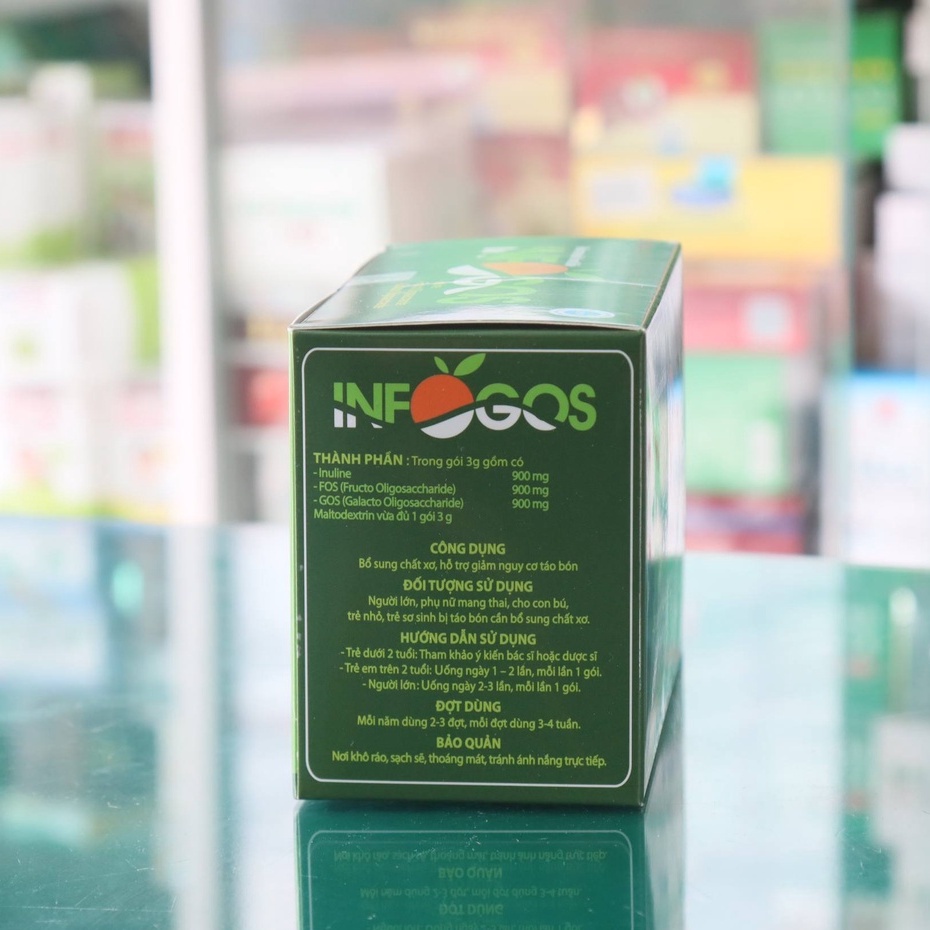 INFOGOS
THÀNH PHẦN : Trong gói 3g gồm có
- Inuline 900 mg
- FOS (Fructo Oligosaccharide) 900 mg
- GOS (Galacto Oligosaccharide) 900 mg
Maltodextrin vừa đủ 1 gói 3 g
CÔNG DỤNG
Bổ sung chất xơ, hỗ trợ giảm nguy cơ táo bón
ĐỐI TƯỢNG SỬ DỤNG
Người lớn, phụ nữ mang thai, cho con bú,
trẻ nhỏ, trẻ sơ sinh bị táo bón cần bổ sung chất xơ.
HƯỚNG DẪN SỬ DỤNG
- Trẻ dưới 2 tuổi: Tham khảo ý kiến bác sĩ hoặc dược sĩ
- Trẻ em trên 2 tuổi: Uống ngày 1 – 2 lần, mỗi lần 1 gói.
- Người lớn: Uống ngày 2-3 lần, mỗi lần 1 gói.
ĐỢT DÙNG
Mỗi năm dùng 2-3 đợt, mỗi đợt dùng 3-4 tuần.
BẢO QUẢN
Nơi khô ráo, sạch sẽ, thoáng mát, tránh ánh nắng trực tiếp.